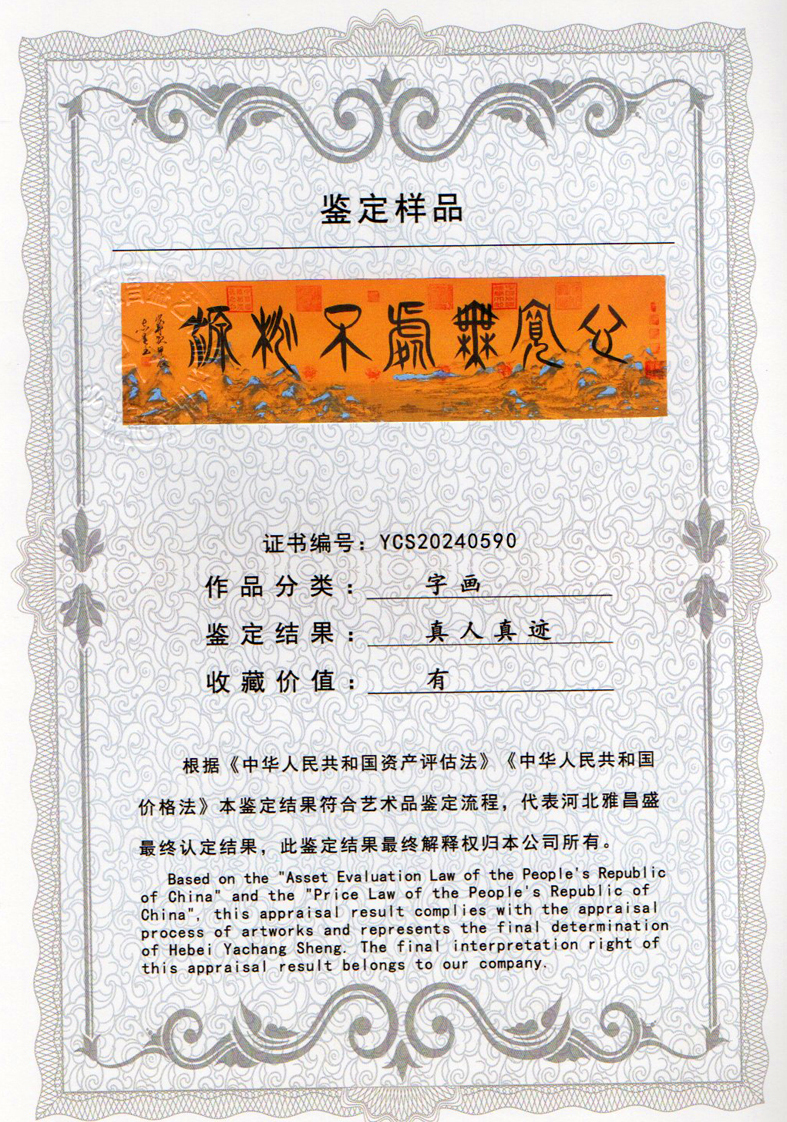 鉴定样品
心寬無處不桃源
证书编号：YCS20240590
作品分类：字画
鉴定结果：真人真迹
收藏价值：有
根据《中华人民共和国资产评估法》《中华人民共和国
价格法》本鉴定结果符合艺术品鉴定流程，代表河北雅昌盛
最终认定结果，此鉴定结果最终解释权归本公司所有。
Based on the "Asset Evaluation Law of the People's Republic
of China" and the "Price Law of the People's Republic of
China", this appraisal result complies with the appraisal
process of artworks and represents the final determination
of Hebei Yachang Sheng. The final interpretation right of
this appraisal result belongs to our company.